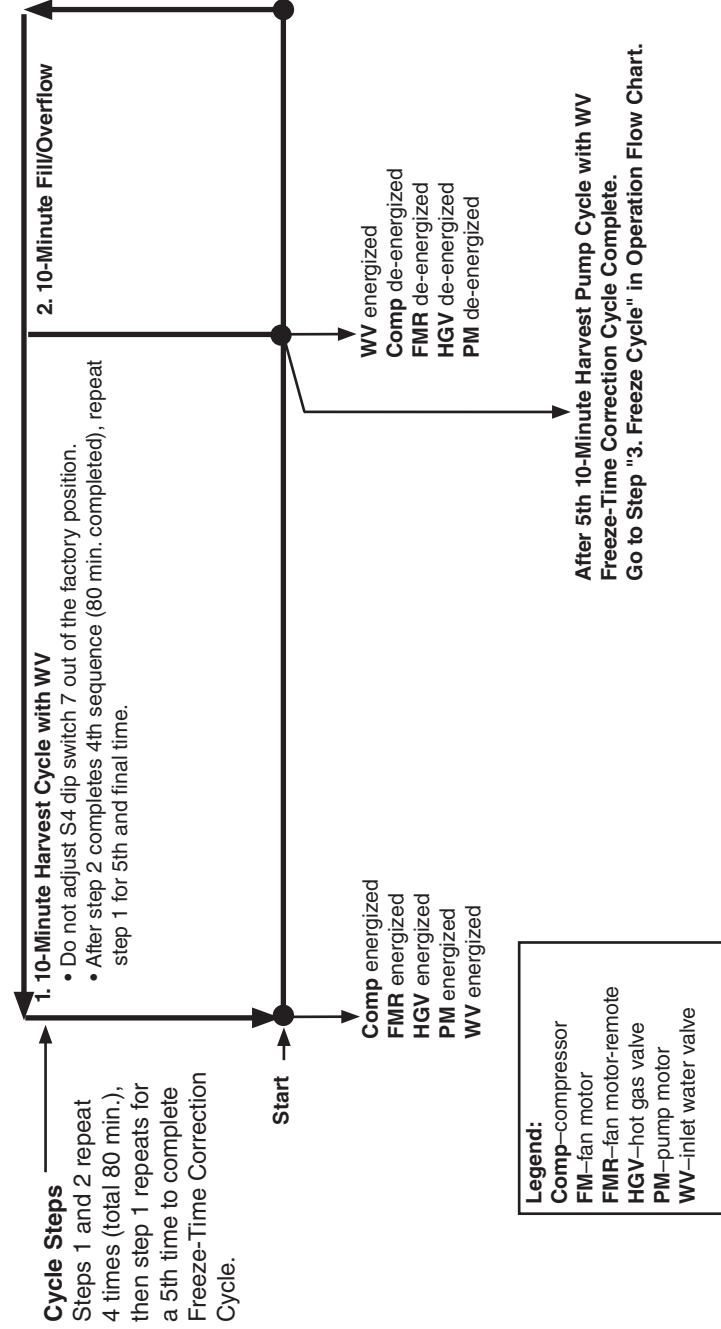 Cycle Steps
Steps 1 and 2 repeat
4 times (total 80 min.),
then step 1 repeats for
a 5th time to complete
Freeze-Time Correction
Cycle.
1. 10-Minute Harvest Cycle with WV
• Do not adjust S4 dip switch 7 out of the factory position.
• After step 2 completes 4th sequence (80 min. completed), repeat
step 1 for 5th and final time.
2. 10-Minute Fill/Overflow
Start
Comp energized
FMR energized
HGV energized
PM energized
WV energized
WV energized
Comp de-energized
FMR de-energized
HGV de-energized
PM de-energized
After 5th 10-Minute Harvest Pump Cycle with WV
Freeze-Time Correction Cycle Complete.
Go to Step "3. Freeze Cycle" in Operation Flow Chart.
Legend:
Comp–compressor
FM–fan motor
FMR–fan motor-remote
HGV–hot gas valve
PM–pump motor
WV–inlet water valve